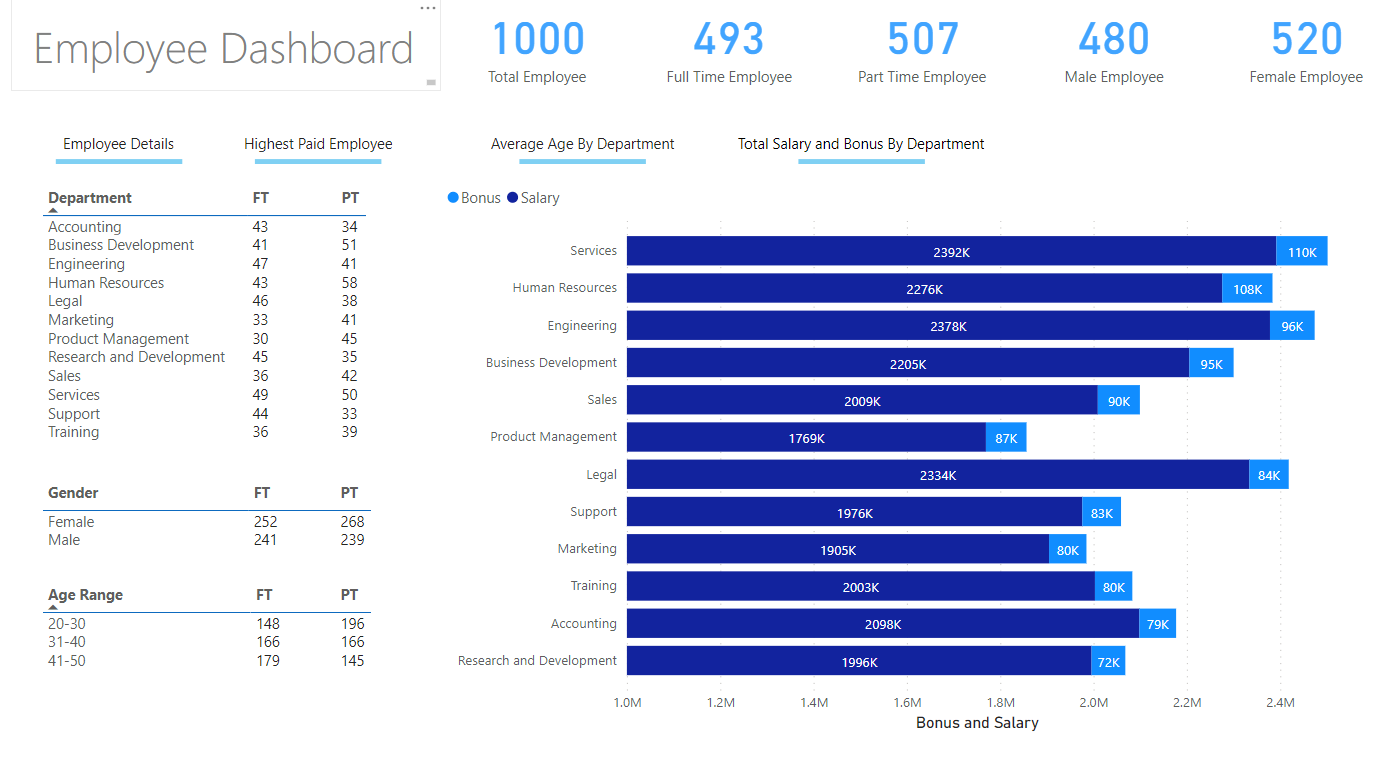 Employee Dashboard
1000 493 507 480 520
Total Employee Full Time Employee Part Time Employee Male Employee Female Employee
Employee Details Highest Paid Employee Average Age By Department Total Salary and Bonus By Department
Department FT PT
Accounting 43 34
Business Development 41 51
Engineering 47 41
Human Resources 43 58
Legal 46 38
Marketing 33 41
Product Management 30 45
Research and Development 45 35
Sales 36 42
Services 49 50
Support 44 33
Training 36 39
Gender FT PT
Female 252 268
Male 241 239
Age Range FT PT
20-30 148 196
31-40 166 166
41-50 179 145
Bonus Salary
Services 2392K 110K
Human Resources 2276K 108K
Engineering 2378K 96K
Business Development 2205K 95K
Sales 2009K 90K
Product Management 1769K 87K
Legal 2334K 84K
Support 1976K 83K
Marketing 1905K 80K
Training 2003K 80K
Accounting 2098K 79K
Research and Development 1996K 72K
1.0M 1.2M 1.4M 1.6M 1.8M 2.0M 2.2M 2.4M
Bonus and Salary